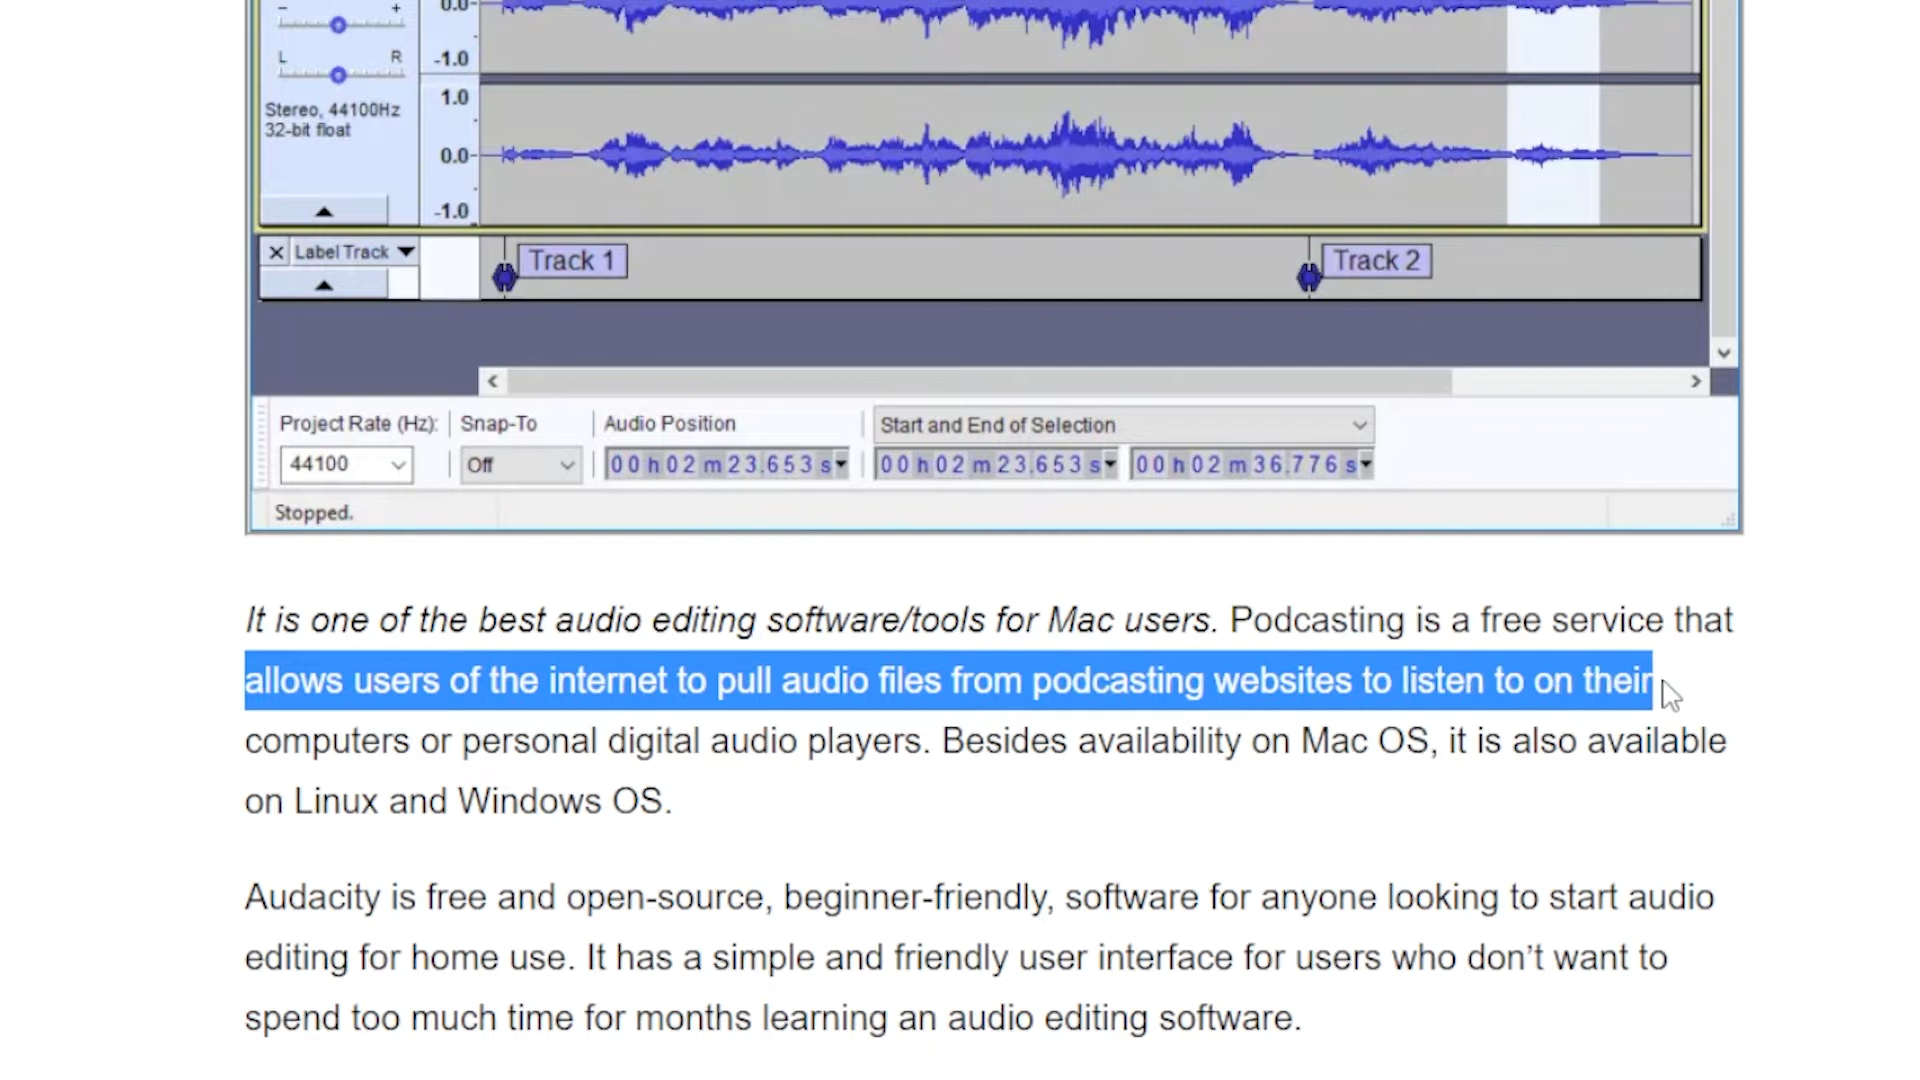 - +
0.0-
L R
-1.0
Stereo, 44100Hz
32-bit float
1.0
0.0-
-1.0
× Label Track
Track 1
Track 2
Project Rate (Hz):
Snap-To
Audio Position
Start and End of Selection
44100
Off
00 h 02 m 23.653 s
00 h 02 m 23.653 s
00 h 02 m 36.776 s
Stopped.
It is one of the best audio editing software/tools for Mac users. Podcasting is a free service that
allows users of the internet to pull audio files from podcasting websites to listen to on their
computers or personal digital audio players. Besides availability on Mac OS, it is also available
on Linux and Windows OS.
Audacity is free and open-source, beginner-friendly, software for anyone looking to start audio
editing for home use. It has a simple and friendly user interface for users who don’t want to
spend too much time for months learning an audio editing software.